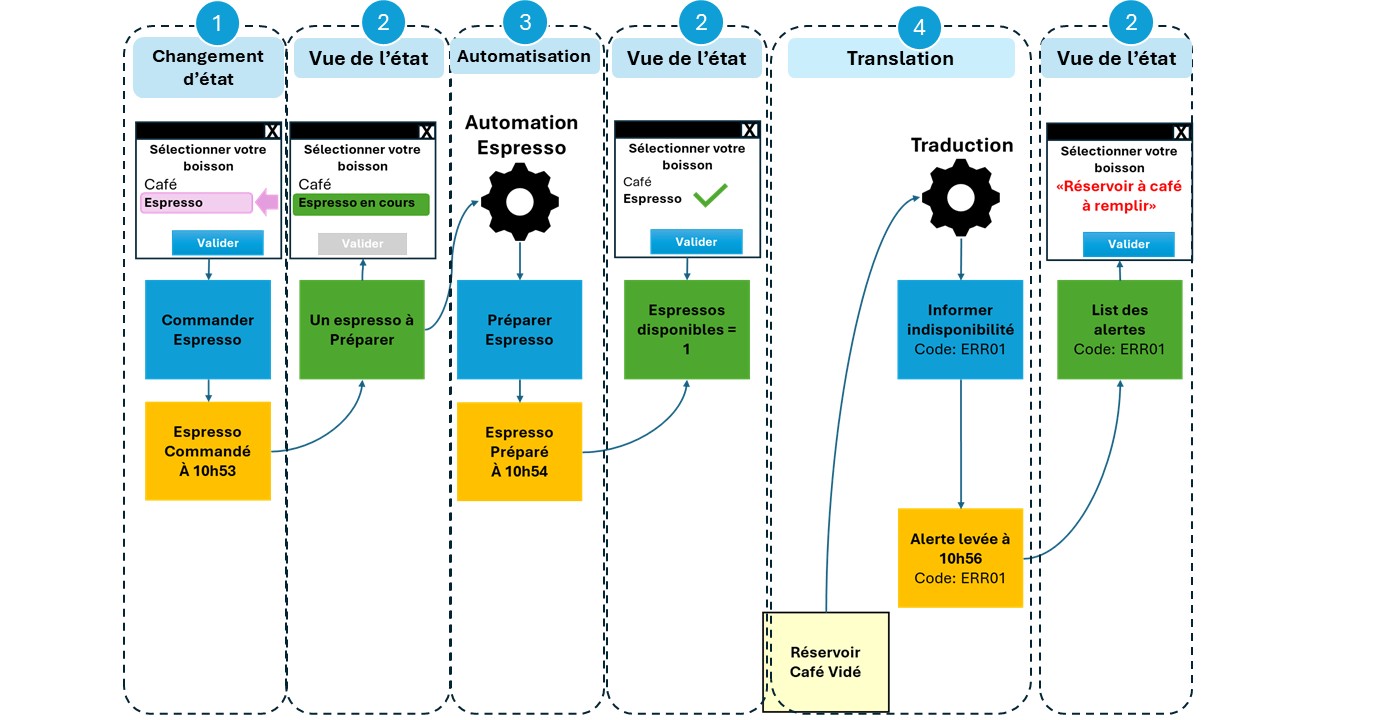 1
Changement
d’état
Sélectionner votre
boisson
Café
Espresso
Valider
Commander
Espresso
Espresso
Commandé
À 10h53
2
Vue de l’état
Sélectionner votre
boisson
Café
Espresso en cours
Valider
Un espresso à
Préparer
3
Automatisation
Automation
Espresso
Préparer
Espresso
Espresso
Préparé
À 10h54
2
Vue de l’état
Sélectionner votre
boisson
Café
Espresso
Valider
Espressos
disponibles =
1
4
Translation
Traduction
Informer
indisponibilité
Code: ERR01
Alerte levée à
10h56
Code: ERR01
Réservoir
Café Vidé
2
Vue de l’état
Sélectionner votre
boisson
«Réservoir à café
à remplir»
Valider
List des
alertes
Code: ERR01